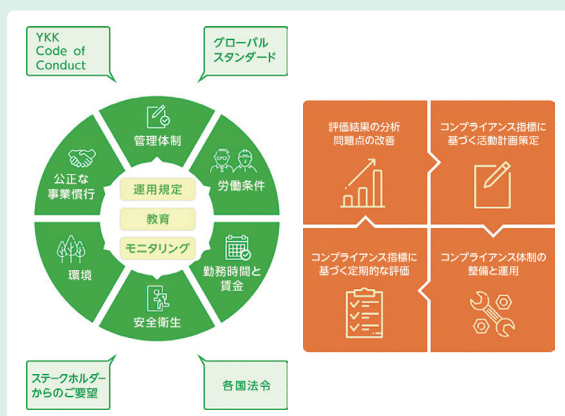 YKK
Code of
Conduct
グローバル
スタンダード
管理体制
公正な
事業慣行
労働条件
運用規定
教育
モニタリング
環境
勤務時間と
賃金
安全衛生
ステークホルダー
からのご要望
各国法令
評価結果の分析
問題点の改善
コンプライアンス指標に
基づく活動計画策定
コンプライアンス指標に
基づく定期的な評価
コンプライアンス体制の
整備と運用